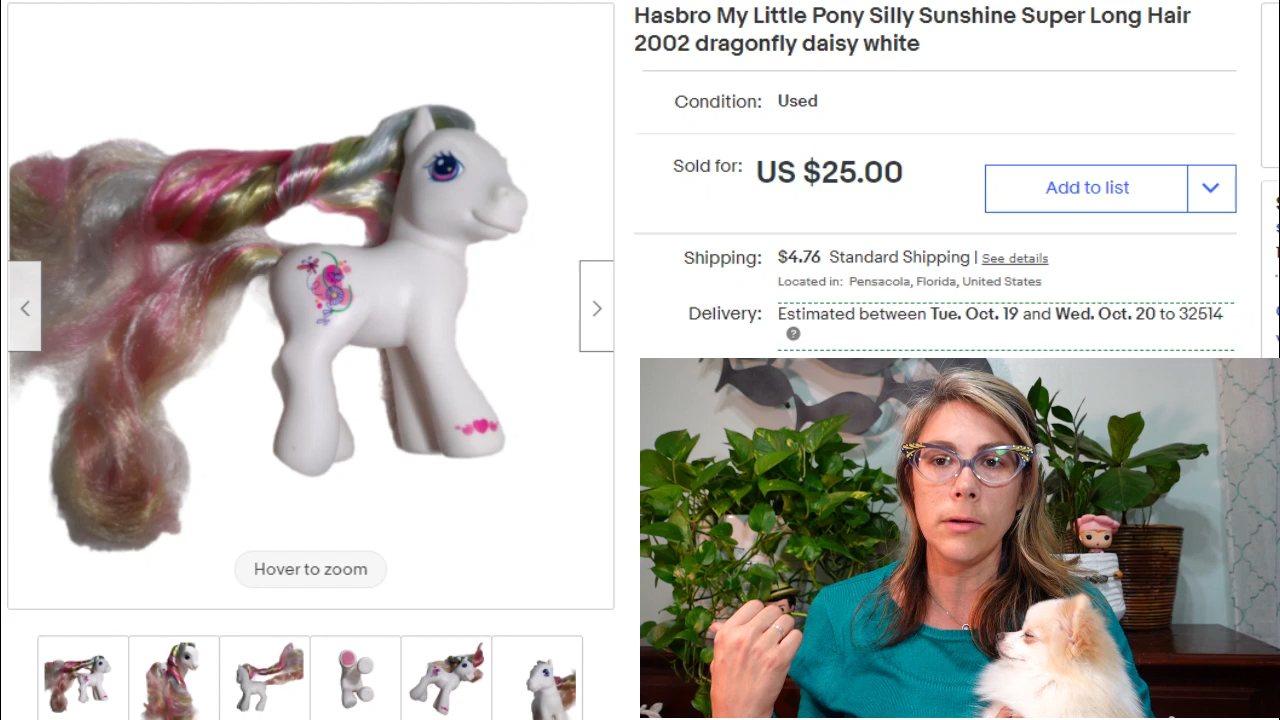 Hasbro My Little Pony Silly Sunshine Super Long Hair
2002 dragonfly daisy white
Condition: Used
Sold for: US $25.00
Add to list
Shipping: $4.76 Standard Shipping | See details
Located in: Pensacola, Florida, United States
Delivery: Estimated between Tue. Oct. 19 and Wed. Oct. 20 to 32514
?
Hover to zoom